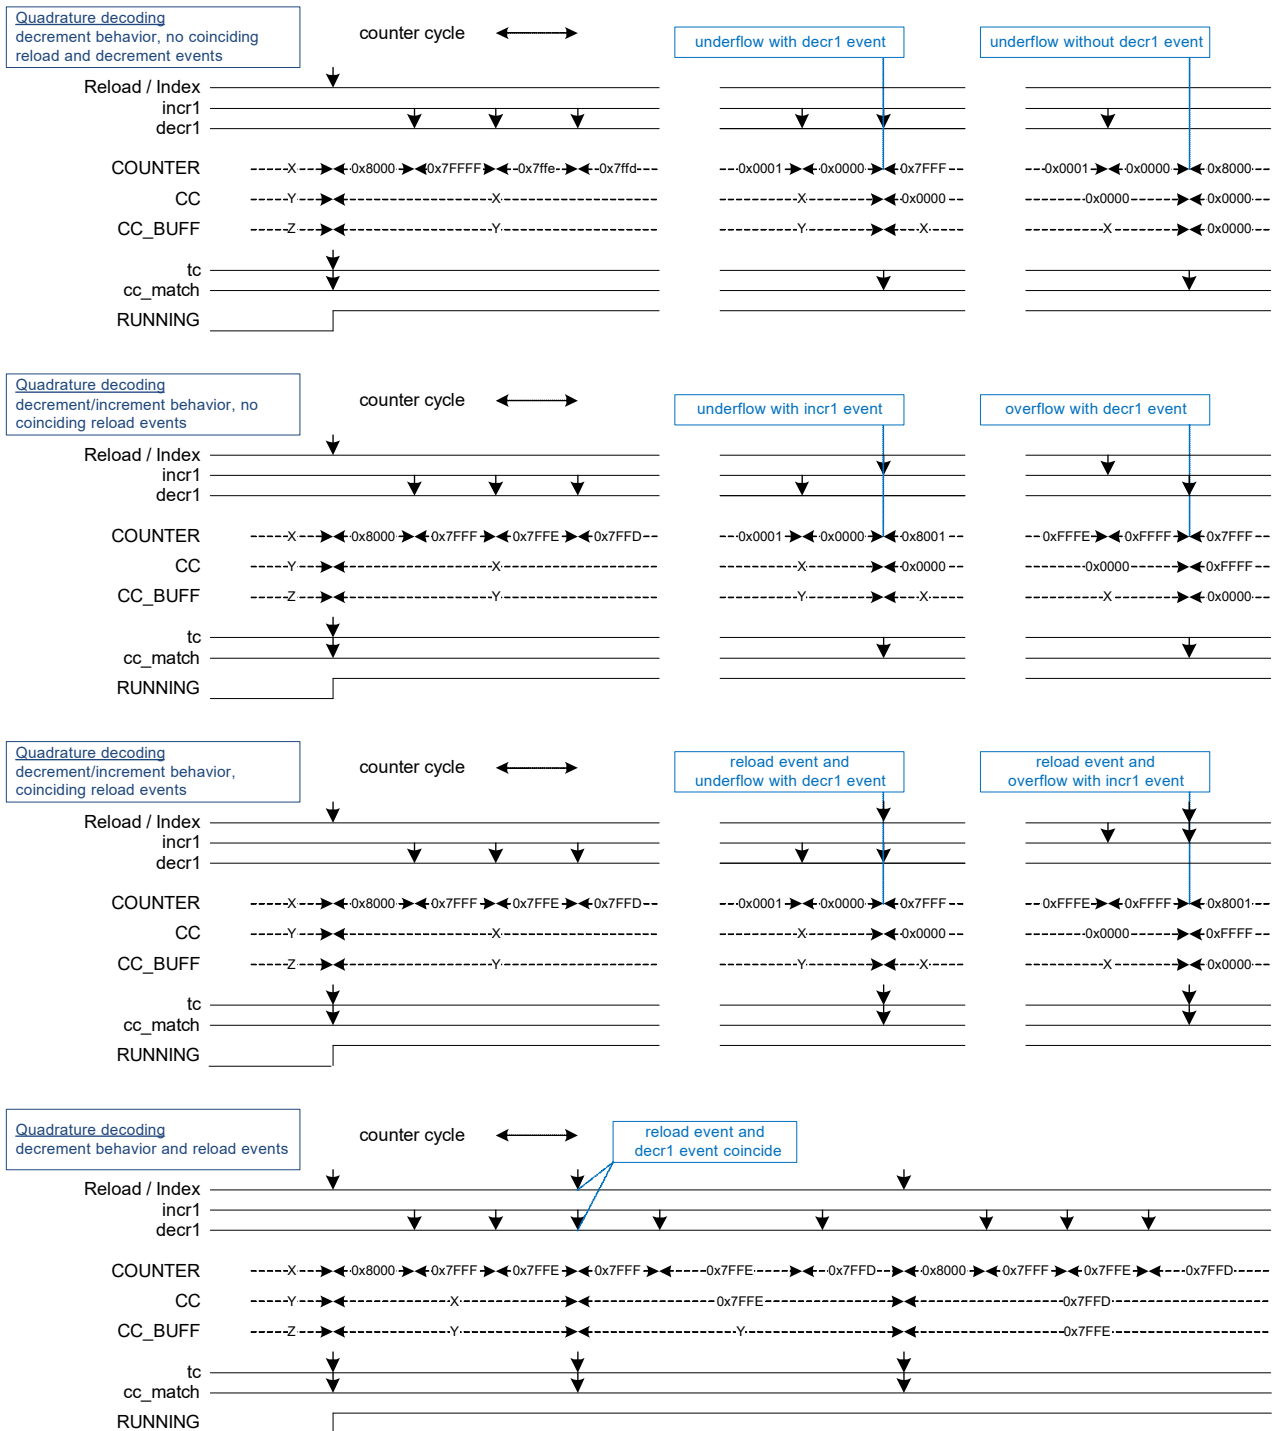 Quadrature decoding
decrement behavior, no coinciding
reload and decrement events
counter cycle
underflow with decr1 event
underflow without decr1 event
Reload / Index
incr1
decr1
COUNTER X 0x8000 0x7FFFF 0x7ffe 0x7ffd 0x0001 0x0000 0x7FFF 0x0001 0x0000 0x8000
CC Y X X 0x0000 0x0000 0x0000
CC_BUFF Z Y Y X X 0x0000
tc
cc_match
RUNNING
Quadrature decoding
decrement/increment behavior, no
coinciding reload events
counter cycle
underflow with incr1 event
overflow with decr1 event
Reload / Index
incr1
decr1
COUNTER X 0x8000 0x7FFF 0x7FFE 0x7FFD 0x0001 0x0000 0x8001 0xFFFE 0xFFFF 0x7FFF
CC Y X X 0x0000 0x0000 0xFFFF
CC_BUFF Z Y Y X X 0x0000
tc
cc_match
RUNNING
Quadrature decoding
decrement/increment behavior,
coinciding reload events
counter cycle
reload event and
underflow with decr1 event
reload event and
overflow with incr1 event
Reload / Index
incr1
decr1
COUNTER X 0x8000 0x7FFF 0x7FFE 0x7FFD 0x0001 0x0000 0x7FFF 0xFFFE 0xFFFF 0x8001
CC Y X X 0x0000 0x0000 0xFFFF
CC_BUFF Z Y Y X X 0x0000
tc
cc_match
RUNNING
Quadrature decoding
decrement behavior and reload events
counter cycle
reload event and
decr1 event coincide
Reload / Index
incr1
decr1
COUNTER X 0x8000 0x7FFF 0x7FFE 0x7FFF 0x7FFE 0x7FFD 0x8000 0x7FFF 0x7FFE 0x7FFD
CC Y X 0x7FFE 0x7FFD
CC_BUFF Z Y Y 0x7FFE
tc
cc_match
RUNNING